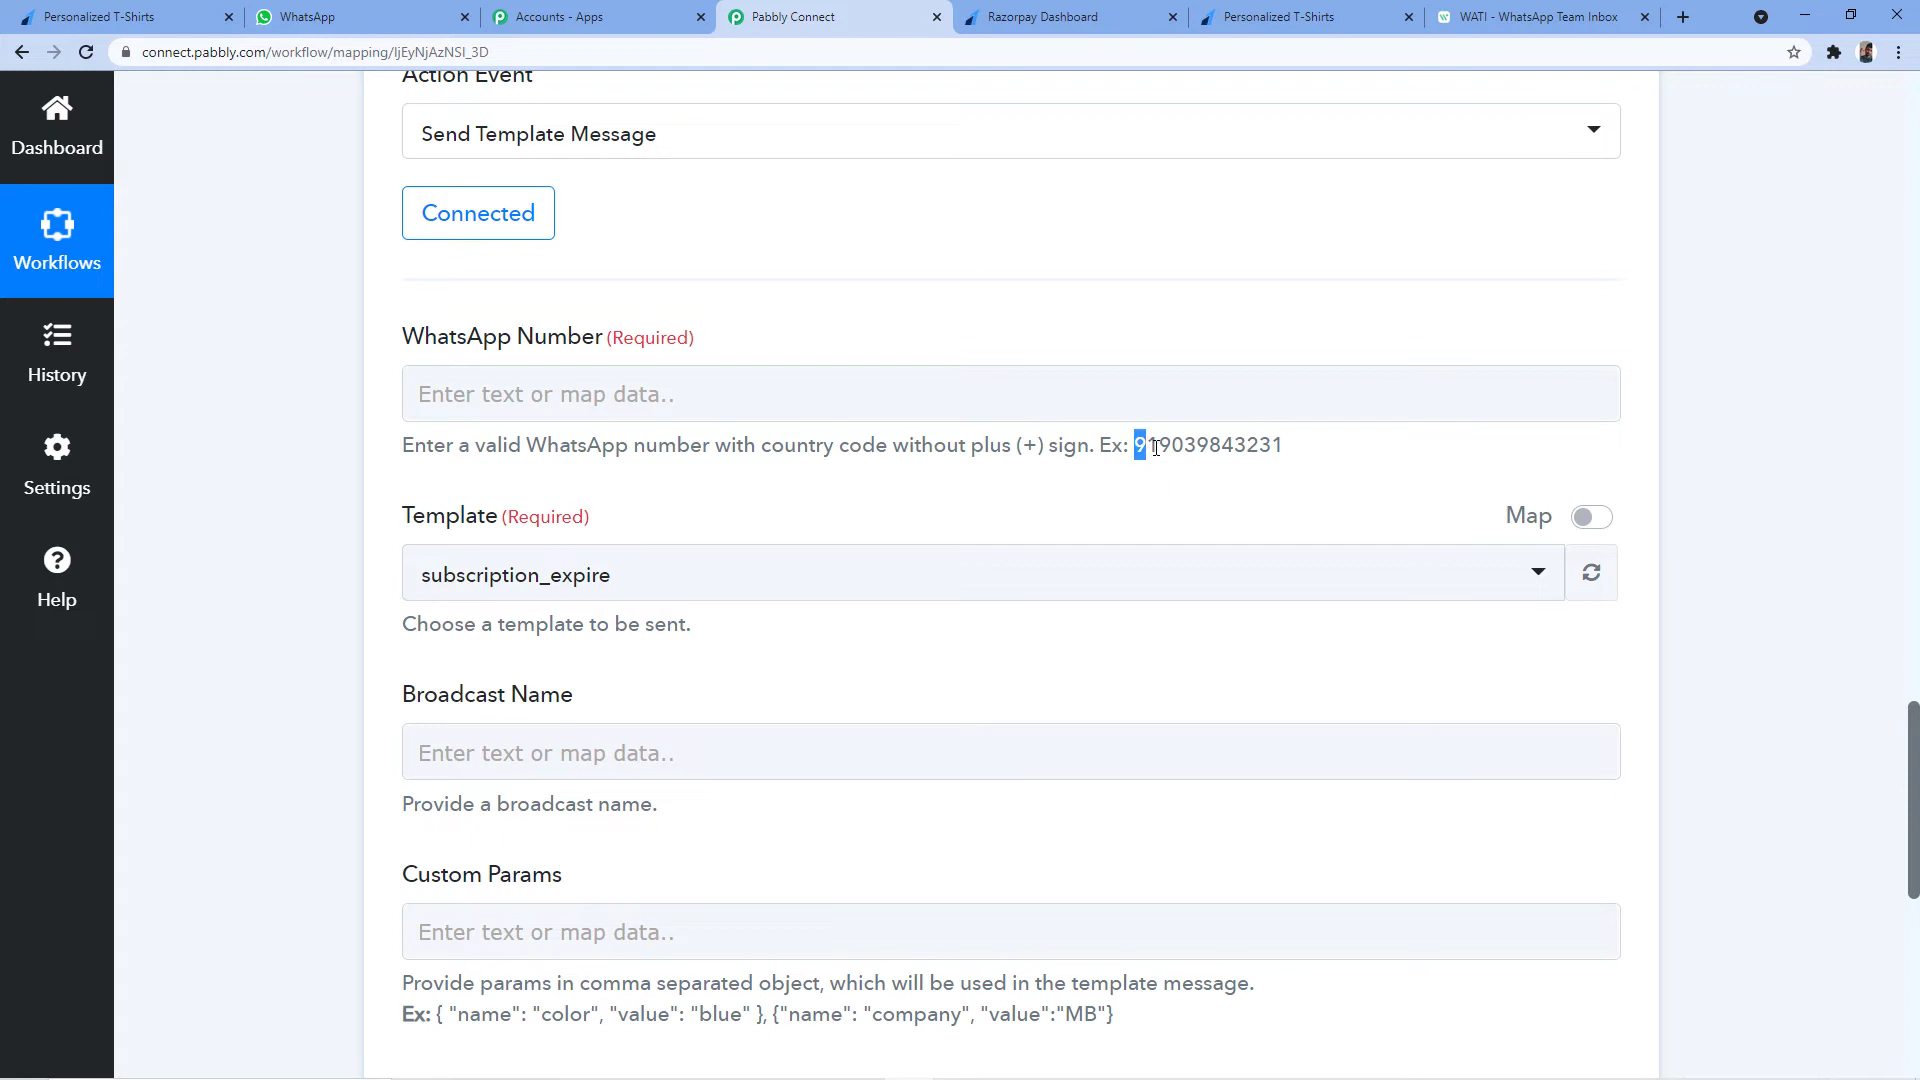 Personalized T-Shirts
WhatsApp
Accounts - Apps
Pabbly Connect
Razorpay Dashboard
Personalized T-Shirts
WATI - WhatsApp Team Inbox
connect.pabbly.com/workflow/mapping/IjEyNjAzNSI_3D
Dashboard
Workflows
History
Settings
Help
Action Event
Send Template Message
Connected
WhatsApp Number (Required)
Enter text or map data..
Enter a valid WhatsApp number with country code without plus (+) sign. Ex: 919039843231
Template (Required)
Map
subscription_expire
Choose a template to be sent.
Broadcast Name
Enter text or map data..
Provide a broadcast name.
Custom Params
Enter text or map data..
Provide params in comma separated object, which will be used in the template message.
Ex: { "name": "color", "value": "blue" }, {"name": "company", "value":"MB"}